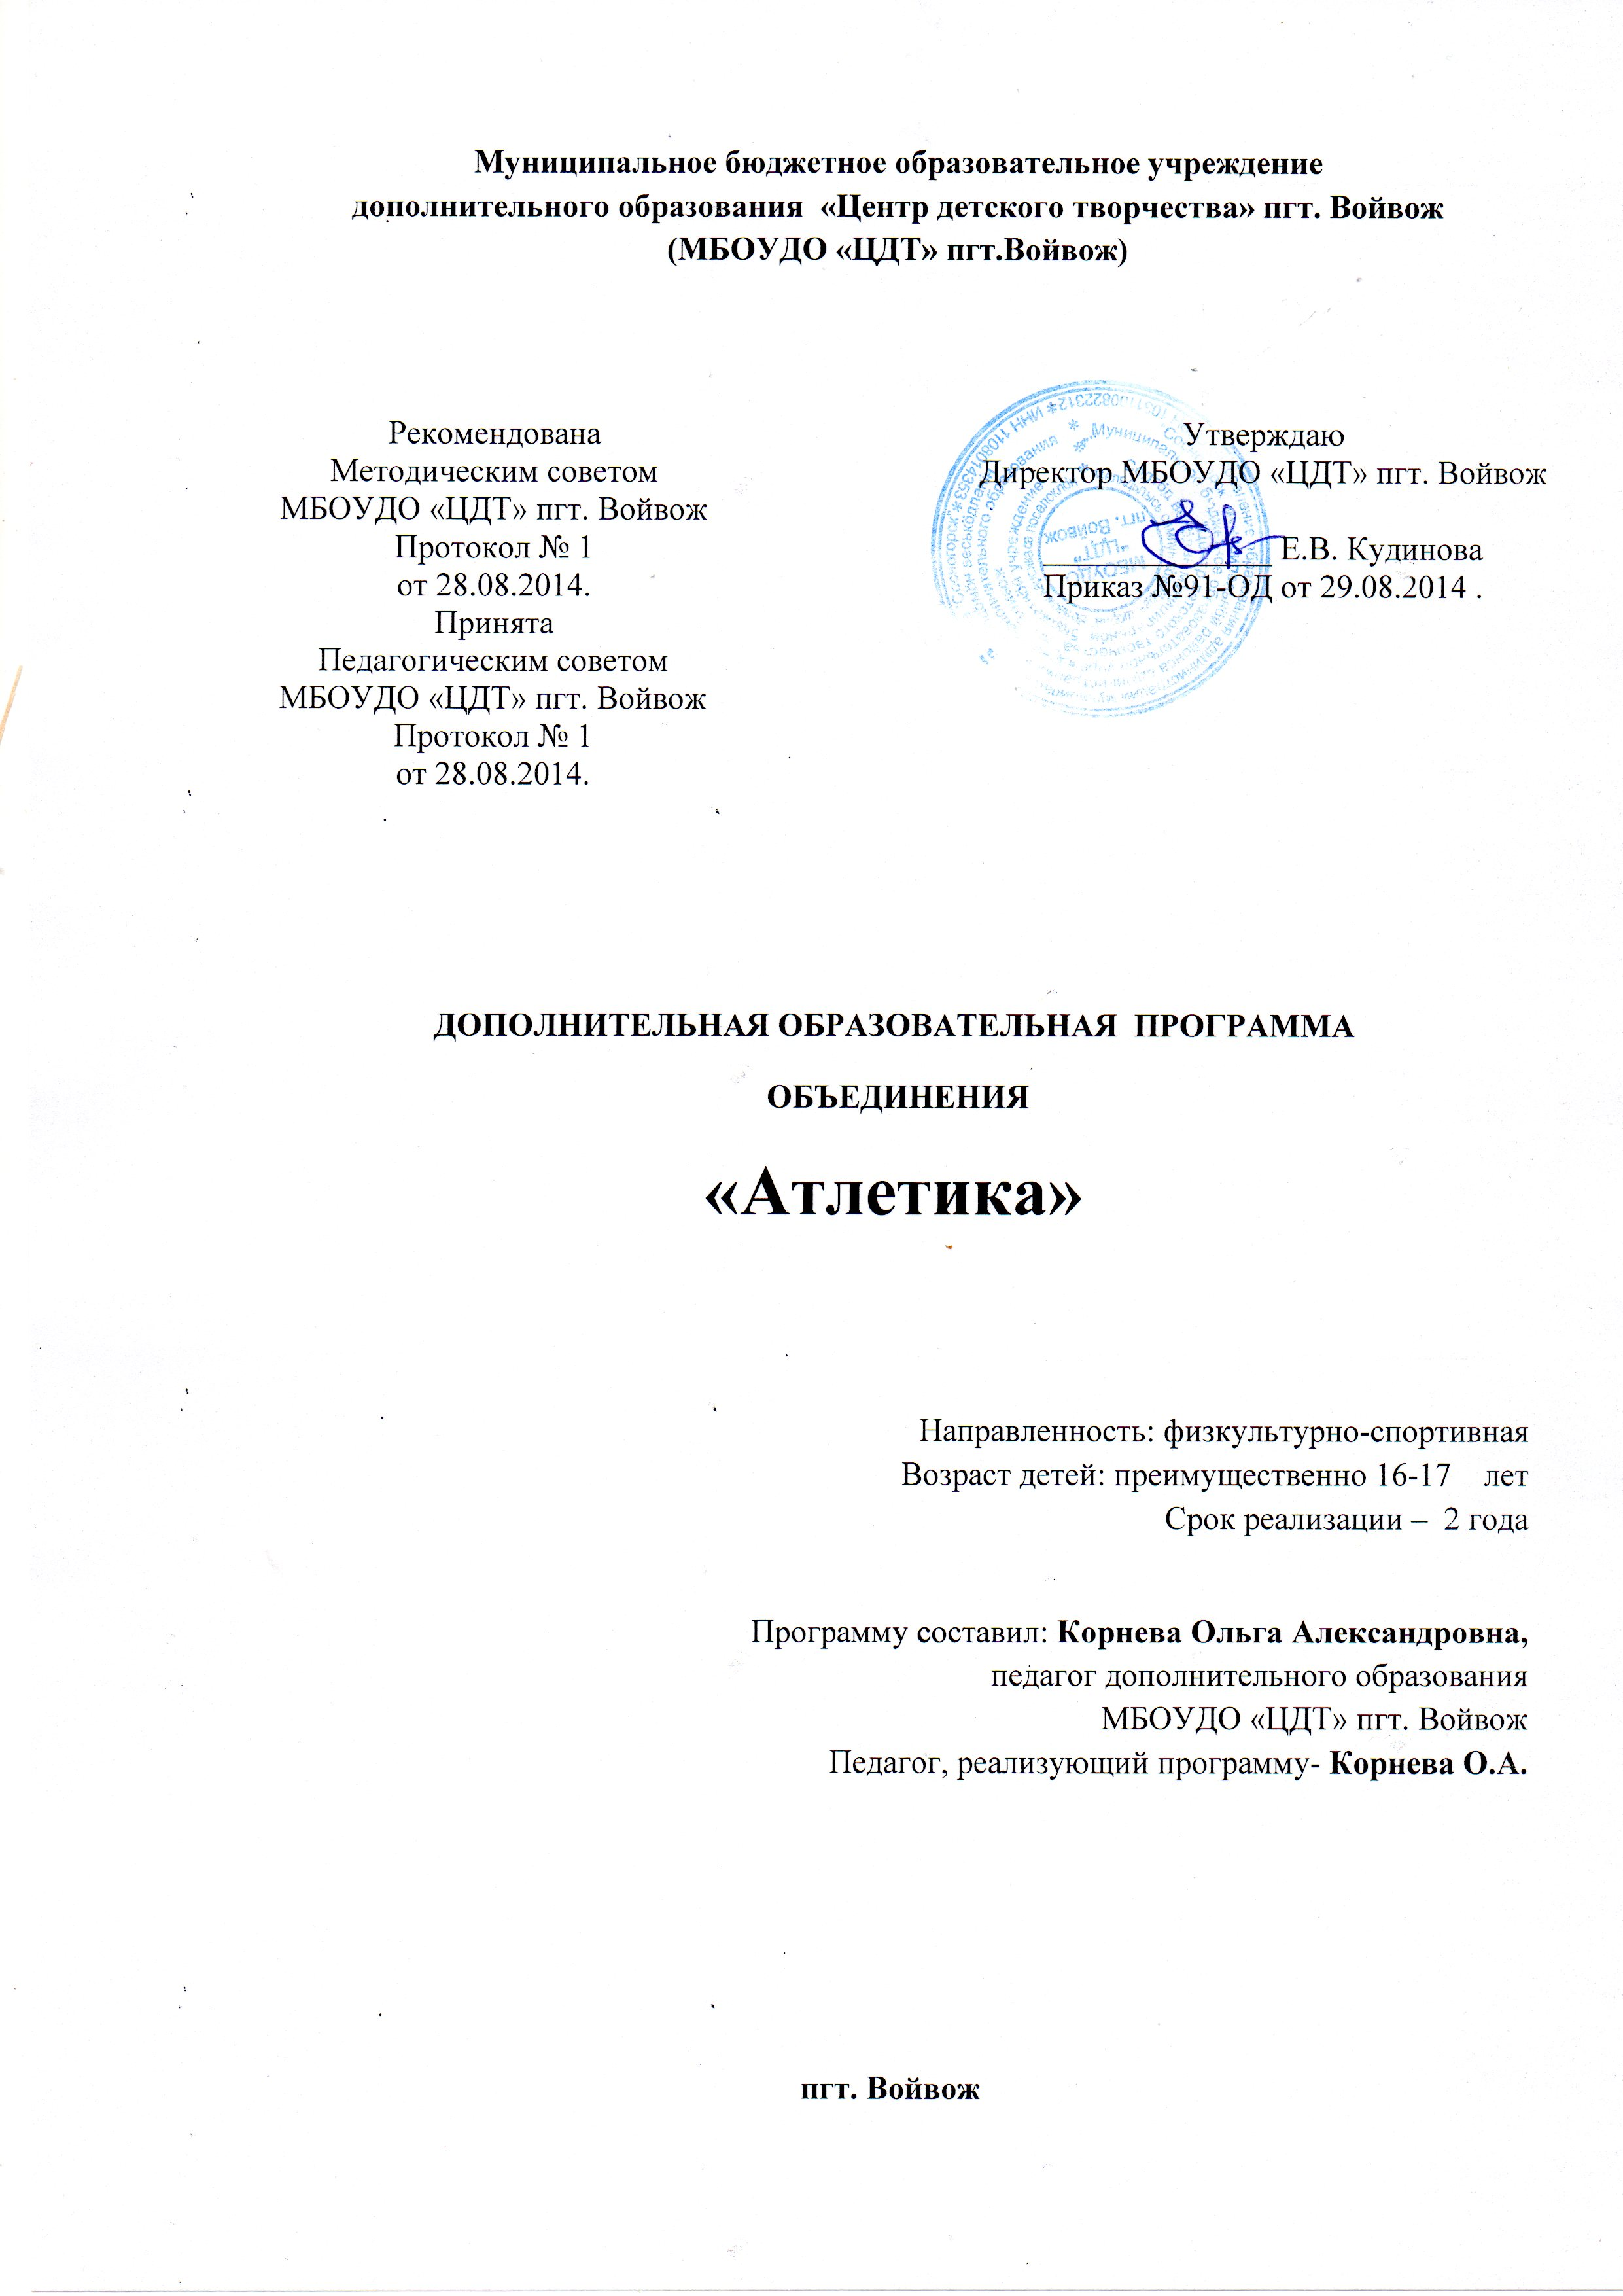 Муниципальное бюджетное образовательное учреждение
дополнительного образования «Центр детского творчества» пгт. Войвож
(МБОУДО «ЦДТ» пгт.Войвож)
Рекомендована
Методическим советом
МБОУДО «ЦДТ» пгт. Войвож
Протокол № 1
от 28.08.2014.
Принята
Педагогическим советом
МБОУДО «ЦДТ» пгт. Войвож
Протокол № 1
от 28.08.2014.
Утверждаю
Директор МБОУДО «ЦДТ» пгт. Войвож
Е.В. Кудинова
Приказ №91-ОД от 29.08.2014 .
МБОУДО
"ЦДТ"
пгт. Войвож
ДОПОЛНИТЕЛЬНАЯ ОБРАЗОВАТЕЛЬНАЯ ПРОГРАММА
ОБЪЕДИНЕНИЯ
«Атлетика»
Направленность: физкультурно-спортивная
Возраст детей: преимущественно 16-17 лет
Срок реализации – 2 года
Программу составил: Корнева Ольга Александровна,
педагог дополнительного образования
МБОУДО «ЦДТ» пгт. Войвож
Педагог, реализующий программу- Корнева О.А.
пгт. Войвож